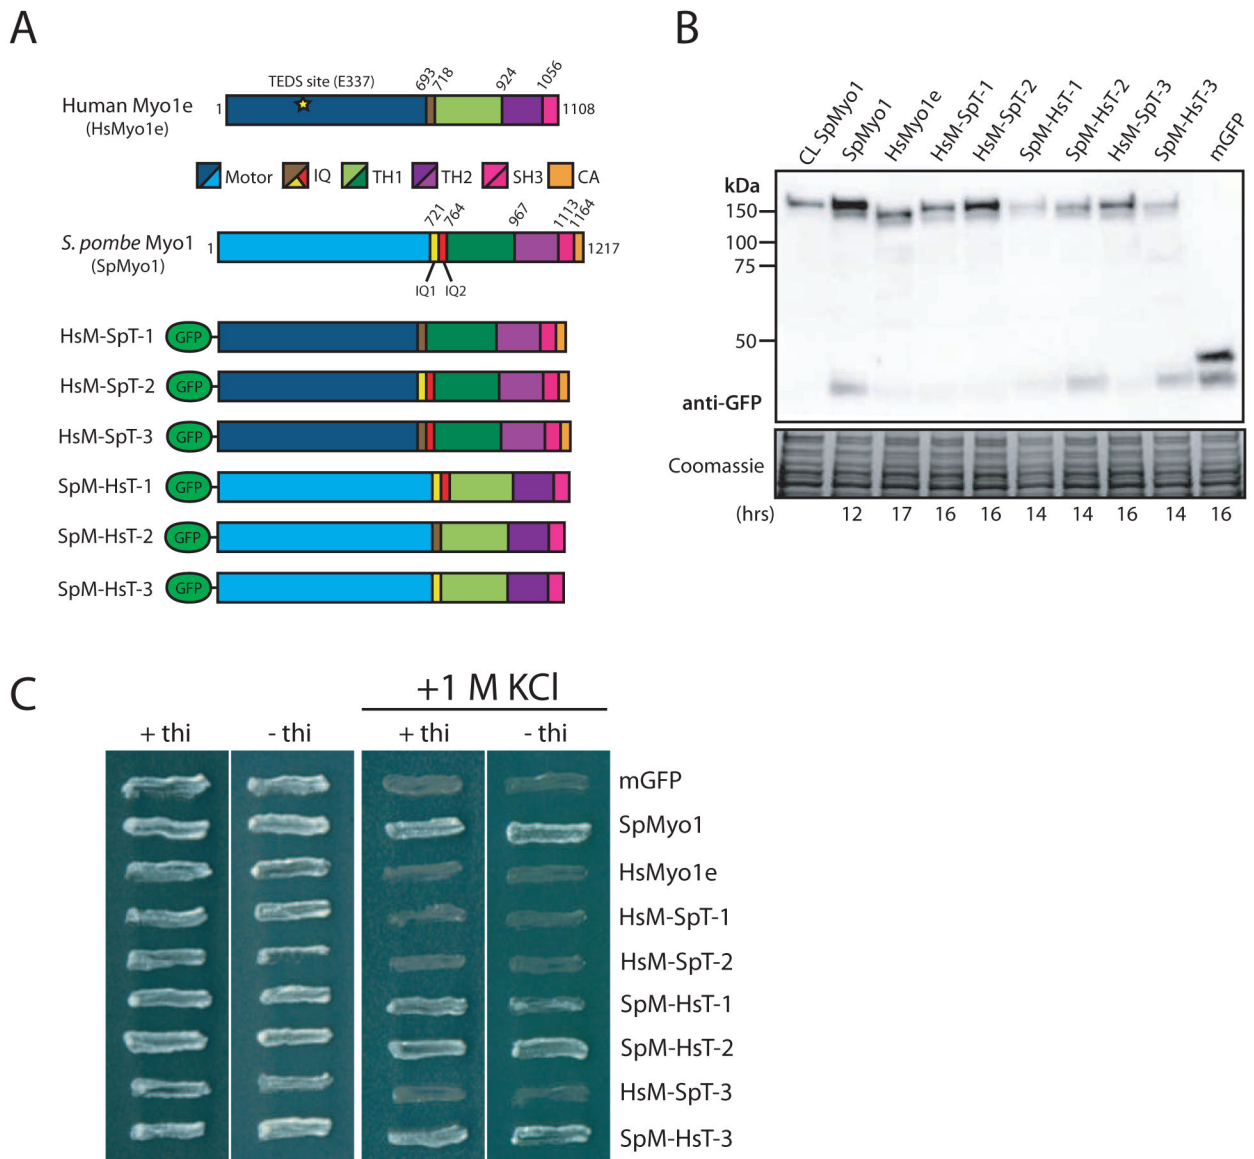 A
TEDS site (E337)
693
718
924
1056
Human Myo1e
(HsMyo1e)
1
1108
Motor
IQ
TH1
TH2
SH3
CA
721
764
967
1113
1164
S. pombe Myo1
(SpMyo1)
1
1217
IQ1
IQ2
HsM-SpT-1
GFP
HsM-SpT-2
GFP
HsM-SpT-3
GFP
SpM-HsT-1
GFP
SpM-HsT-2
GFP
SpM-HsT-3
GFP
B
CL SpMyo1
SpMyo1
HsMyo1e
HsM-SpT-1
HsM-SpT-2
SpM-HsT-1
SpM-HsT-2
HsM-SpT-3
SpM-HsT-3
mGFP
kDa
150
100
75
50
anti-GFP
Coomassie
(hrs) 12 17 16 16 14 14 16 14 16
C
+1 M KCl
+ thi - thi + thi - thi
mGFP
SpMyo1
HsMyo1e
HsM-SpT-1
HsM-SpT-2
SpM-HsT-1
SpM-HsT-2
HsM-SpT-3
SpM-HsT-3